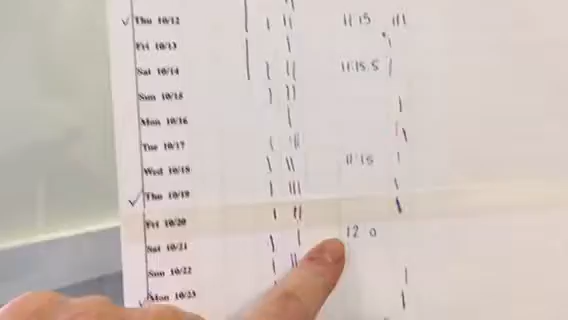 Thu 10/12 11:15
Fri 10/13
Sat 10/14 11:15.5
Sun 10/15
Mon 10/16
Tue 10/17
Wed 10/18 11:15
Thu 10/19
Fri 10/20
Sat 10/21 12 0
Sun 10/22
Mon 10/23